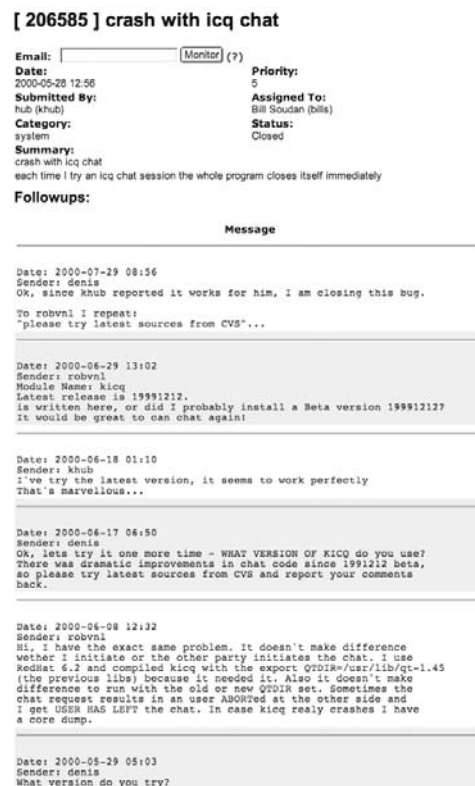 [ 206585 ] crash with icq chat
Email: Monitor (?)
Date: Priority:
2000-05-28 12:56 5
Submitted By: Assigned To:
hub (khub) Bill Soudan (bills)
Category: Status:
system Closed
Summary:
crash with icq chat
each time I try an icq chat session the whole program closes itself immediately
Followups:
Message
Date: 2000-07-29 08:56
Sender: denis
Ok, since khub reported it works for him, I am closing this bug.
To robvnl I repeat:
"please try latest sources from CVS"...
Date: 2000-06-29 13:02
Sender: robvnl
Module Name: kicq
Latest release is 19991212.
is written here, or did I probably install a Beta version 19991212?
It would be great to can chat again!
Date: 2000-06-18 01:10
Sender: khub
I've try the latest version, it seems to work perfectly
That's marvellous...
Date: 2000-06-17 06:50
Sender: denis
Ok, lets try it one more time - WHAT VERSION OF KICQ do you use?
There was dramatic improvements in chat code since 1991212 beta,
so please try latest sources from CVS and report your comments
back.
Date: 2000-06-08 12:32
Sender: robvnl
Hi, I have the exact same problem. It doesn't make difference
wether I initiate or the other party initiates the chat. I use
RedHat 6.2 and compiled kicq with the export QTDIR=/usr/lib/qt-1.45
(the previous libs) because it needed it. Also it doesn't make
difference to run with the old or new QTDIR set. Sometimes the
chat request results in an user ABORTed at the other side and
I get USER HAS LEFT the chat. In case kicq realy crashes I have
a core dump.
Date: 2000-05-29 05:03
Sender: denis
What version do you try?